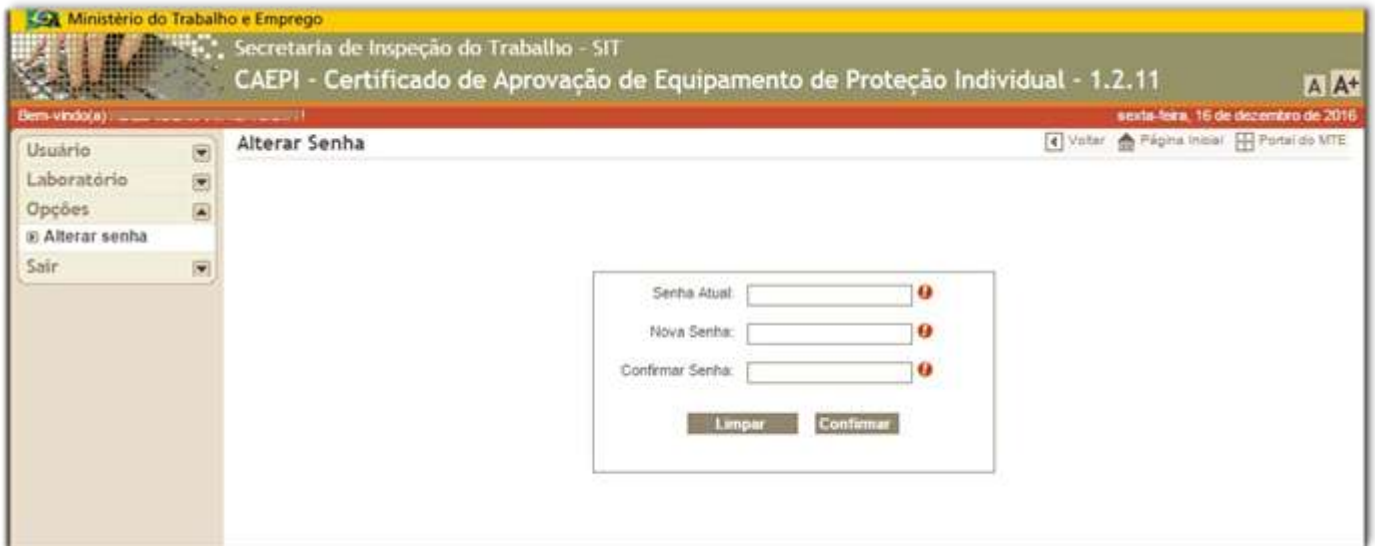 Ministério do Trabalho e Emprego
Secretaria de Inspeção do Trabalho - SIT
CAEPI - Certificado de Aprovação de Equipamento de Proteção Individual - 1.2.11
A A+
Bem-vindo(a)
sexta-feira, 16 de dezembro de 2016
Usuário
Laboratório
Opções
Alterar senha
Sair
Alterar Senha
Voltar Página Inicial Portal do MTE
Senha Atual:
Nova Senha:
Confirmar Senha:
Limpar Confirmar